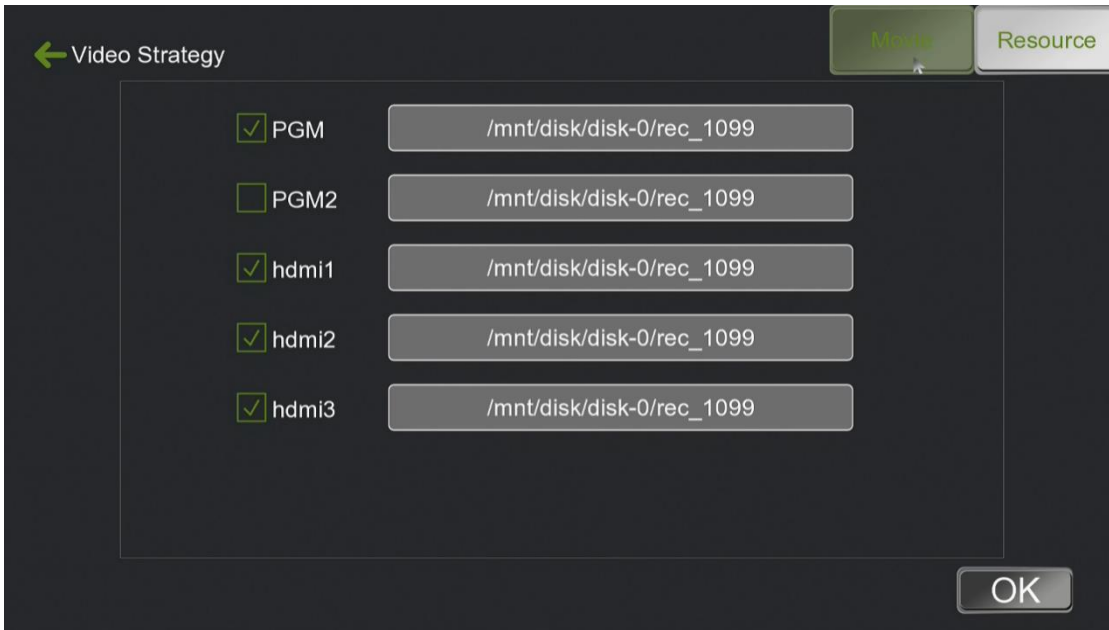 Video Strategy
Movie Resource
PGM /mnt/disk/disk-0/rec_1099
PGM2 /mnt/disk/disk-0/rec_1099
hdmi1 /mnt/disk/disk-0/rec_1099
hdmi2 /mnt/disk/disk-0/rec_1099
hdmi3 /mnt/disk/disk-0/rec_1099
OK